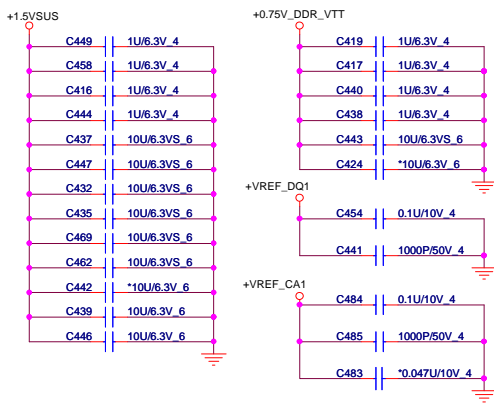 +1.5VSUS
C449 1U/6.3V_4
C458 1U/6.3V_4
C416 1U/6.3V_4
C444 1U/6.3V_4
C437 10U/6.3VS_6
C447 10U/6.3VS_6
C432 10U/6.3VS_6
C435 10U/6.3VS_6
C469 10U/6.3VS_6
C462 10U/6.3VS_6
C442 *10U/6.3V_6
C439 10U/6.3V_6
C446 10U/6.3V_6
+0.75V_DDR_VTT
C419 1U/6.3V_4
C417 1U/6.3V_4
C440 1U/6.3V_4
C438 1U/6.3V_4
C443 10U/6.3VS_6
C424 *10U/6.3V_6
+VREF_DQ1
C454 0.1U/10V_4
C441 1000P/50V_4
+VREF_CA1
C484 0.1U/10V_4
C485 1000P/50V_4
C483 *0.047U/10V_4